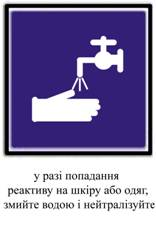 у разі попадання
реактиву на шкіру або одяг,
змийте водою і нейтралізуйте